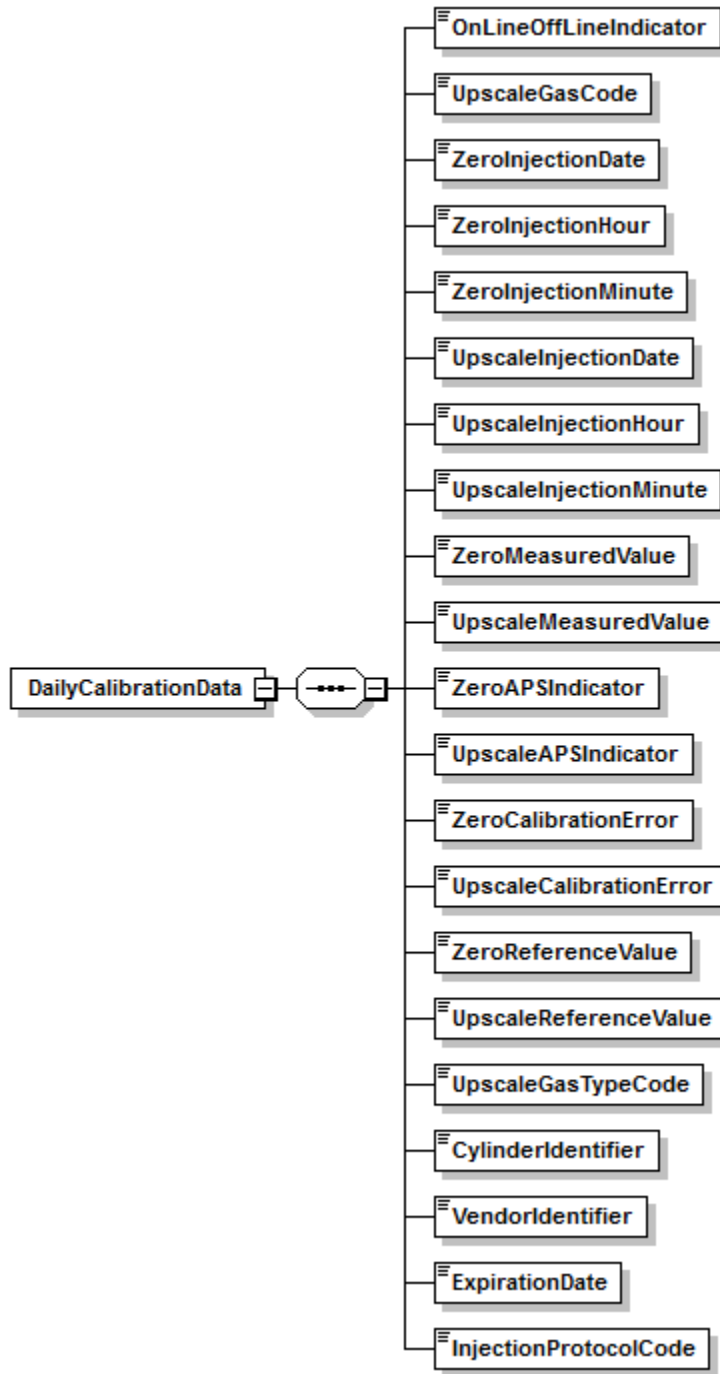 OnLineOffLineIndicator
UpscaleGasCode
ZeroInjectionDate
ZeroInjectionHour
ZeroInjectionMinute
UpscaleInjectionDate
UpscaleInjectionHour
UpscaleInjectionMinute
ZeroMeasuredValue
UpscaleMeasuredValue
DailyCalibrationData
ZeroAPSIndicator
UpscaleAPSIndicator
ZeroCalibrationError
UpscaleCalibrationError
ZeroReferenceValue
UpscaleReferenceValue
UpscaleGasTypeCode
CylinderIdentifier
VendorIdentifier
ExpirationDate
InjectionProtocolCode